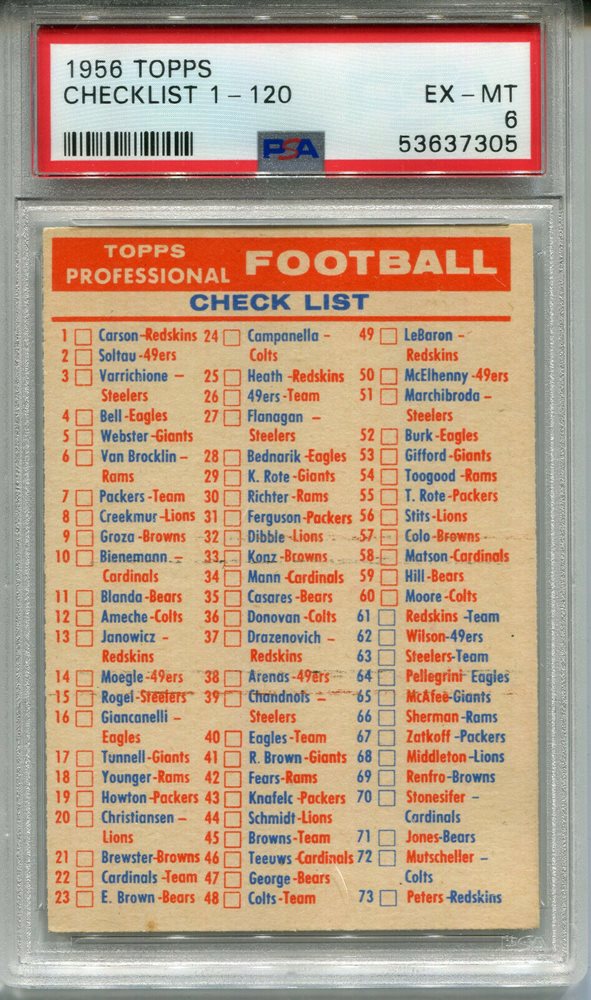 1956 TOPPS
CHECKLIST 1 - 120
EX - MT
6
PSA
53637305
TOPPS
PROFESSIONAL FOOTBALL
CHECK LIST
1 Carson-Redskins
2 Soltau-49ers
3 Varrichione -
Steelers
4 Bell-Eagles
5 Webster-Giants
6 Van Brocklin -
Rams
7 Packers-Team
8 Creekmur-Lions
9 Groza-Browns
10 Bienemann -
Cardinals
11 Blanda-Bears
12 Ameche-Colts
13 Janowicz -
Redskins
14 Moegle-49ers
15 Rogel-Steelers
16 Giancanelli -
Eagles
17 Tunnell-Giants
18 Younger-Rams
19 Howton-Packers
20 Christiansen -
Lions
21 Brewster-Browns
22 Cardinals-Team
23 E. Brown-Bears
24 Campanella -
Colts
25 Heath-Redskins
26 49ers-Team
27 Flanagan -
Steelers
28 Bednarik-Eagles
29 K. Rote-Giants
30 Richter-Rams
31 Ferguson-Packers
32 Dibble-Lions
33 Konz-Browns
34 Mann-Cardinals
35 Casares-Bears
36 Donovan-Colts
37 Drazenovich -
Redskins
38 Arenas-49ers
39 Chandnois -
Steelers
40 Eagles-Team
41 R. Brown-Giants
42 Fears-Rams
43 Knafelc-Packers
44 Schmidt-Lions
45 Browns-Team
46 Teeuws-Cardinals
47 George-Bears
48 Colts-Team
49 LeBaron -
Redskins
50 McElhenny-49ers
51 Marchibroda -
Steelers
52 Burk-Eagles
53 Gifford-Giants
54 Toogood-Rams
55 T. Rote-Packers
56 Stits-Lions
57 Colo-Browns
58 Matson-Cardinals
59 Hill-Bears
60 Moore-Colts
61 Redskins-Team
62 Wilson-49ers
63 Steelers-Team
64 Pellegrini Eagles
65 McAfee-Giants
66 Sherman-Rams
67 Zatkoff-Packers
68 Middleton-Lions
69 Renfro-Browns
70 Stonesifer -
Cardinals
71 Jones-Bears
72 Mutscheller -
Colts
73 Peters-Redskins
PSA